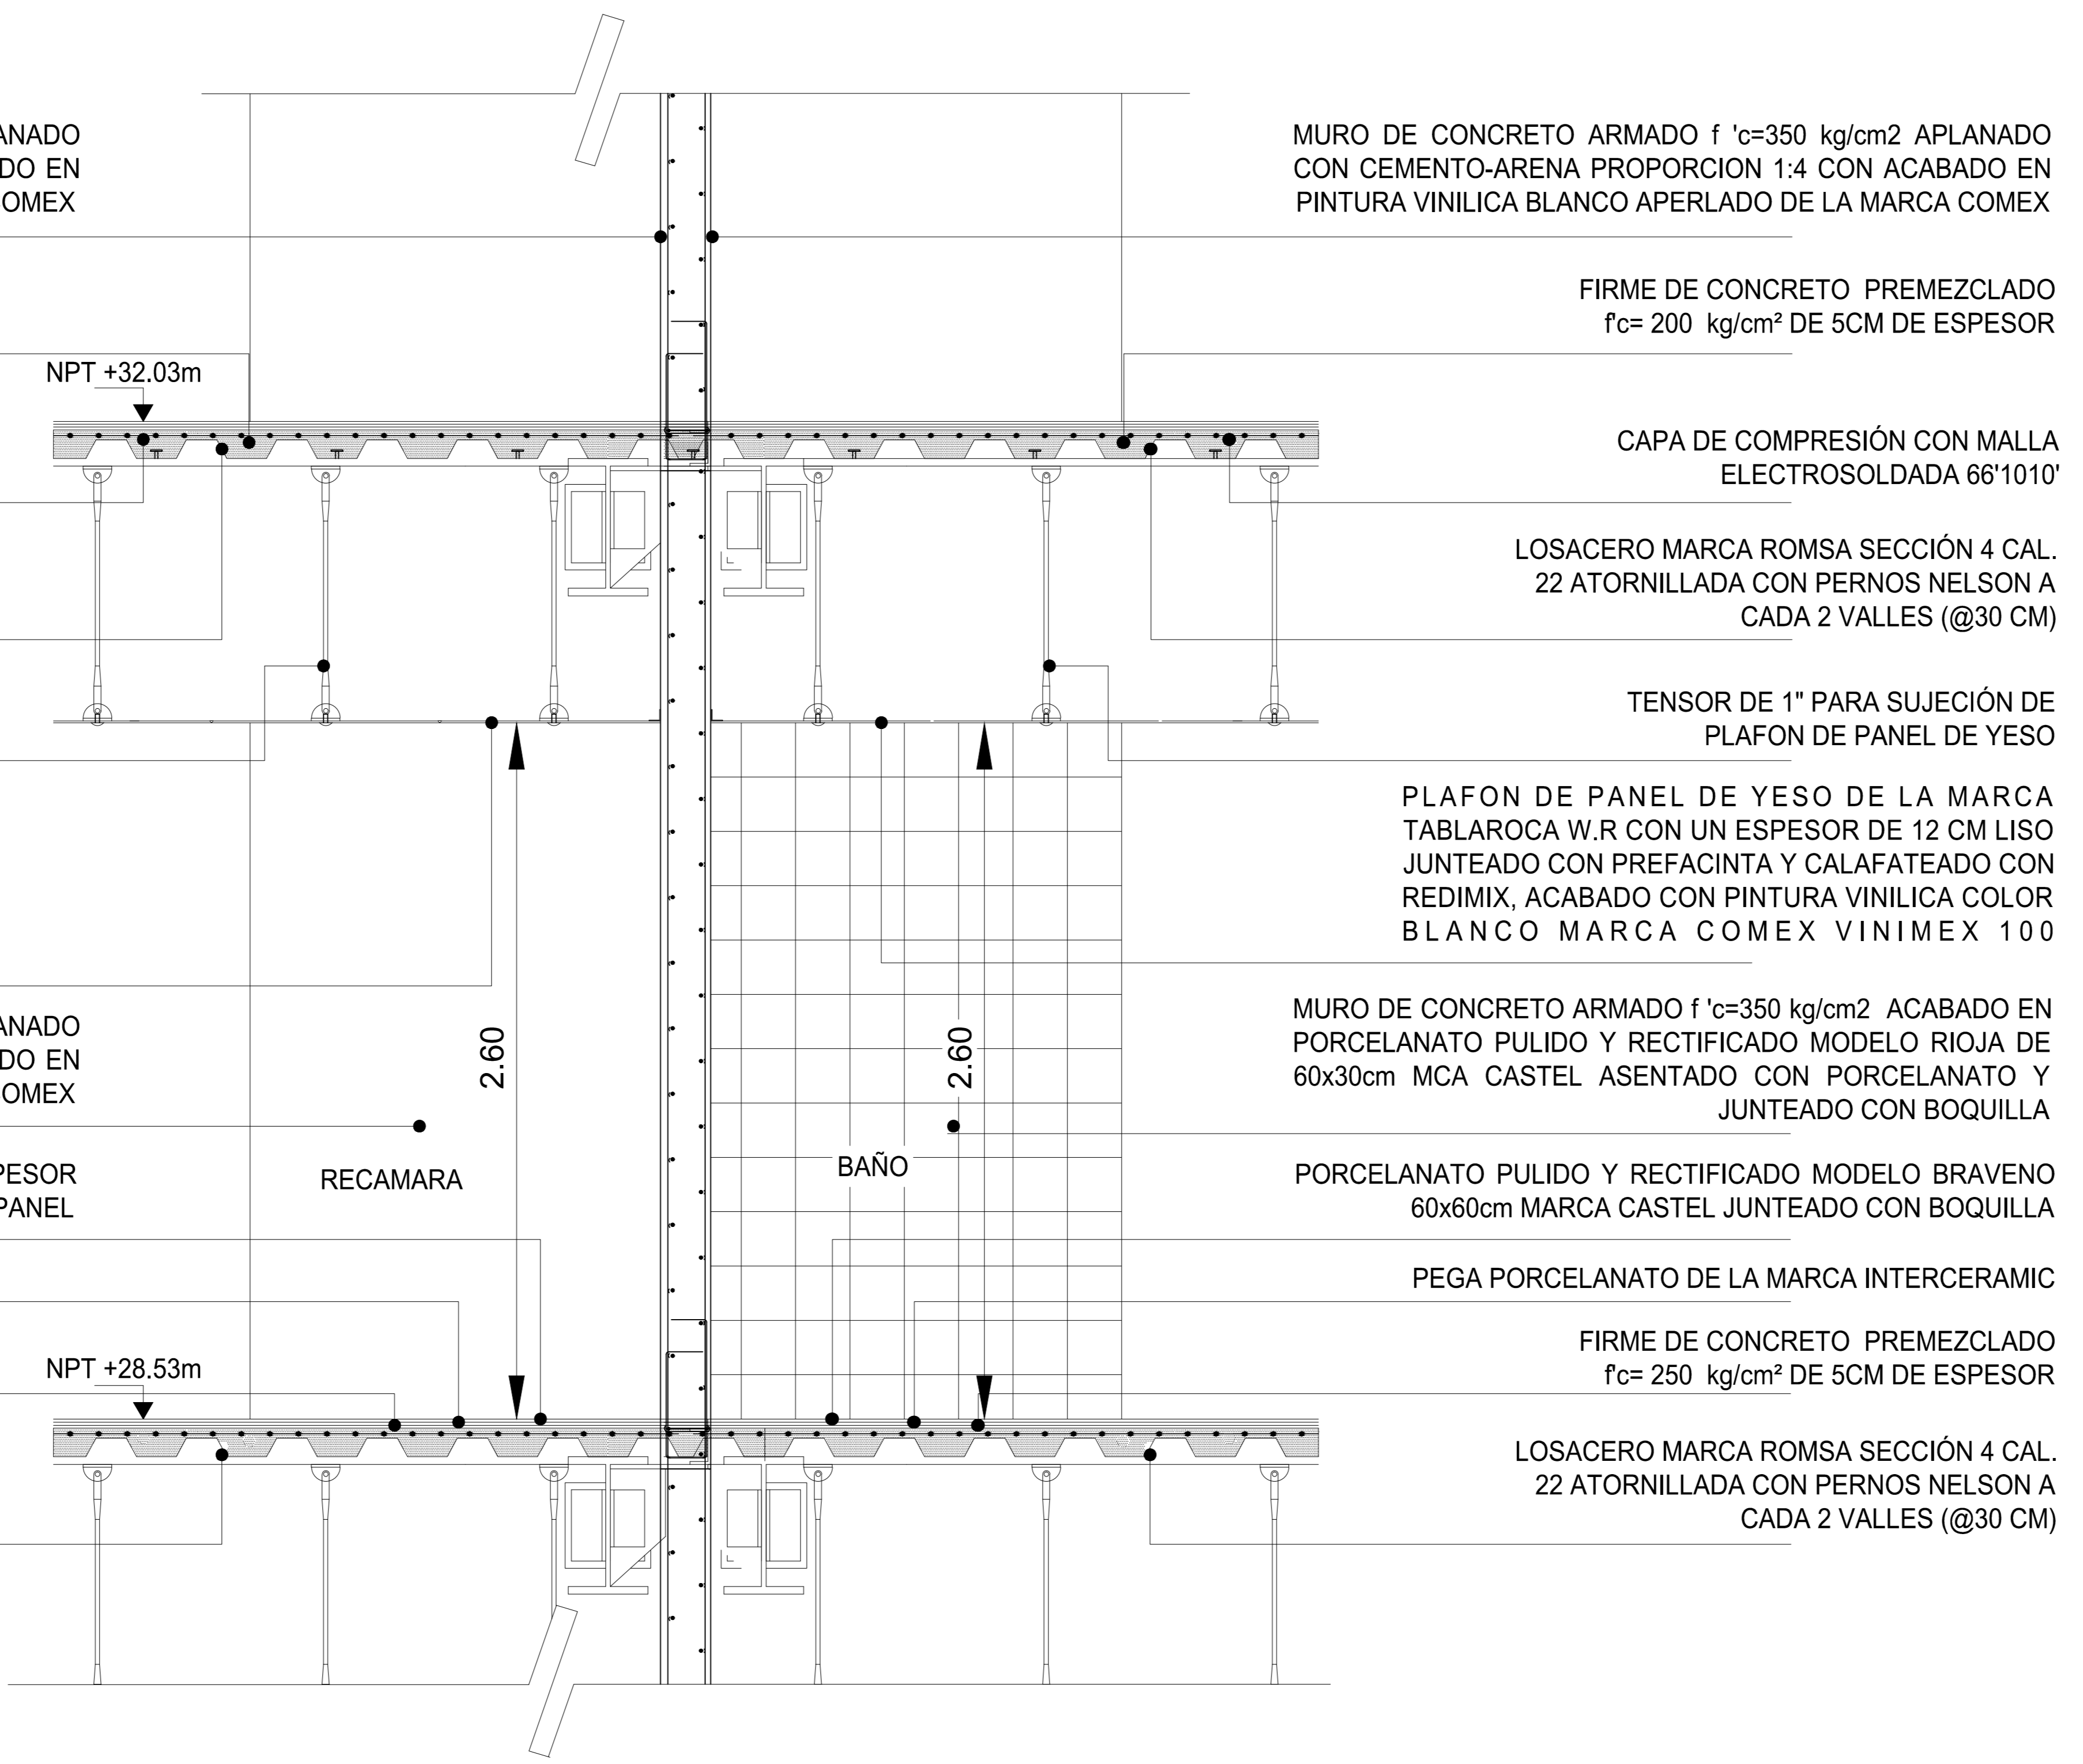 ANADO
DO EN
OMEX
NPT +32.03m
ANADO
DO EN
OMEX
PESOR
PANEL
NPT +28.53m
RECAMARA
2.60
2.60
BAÑO
MURO DE CONCRETO ARMADO f 'c=350 kg/cm2 APLANADO
CON CEMENTO-ARENA PROPORCION 1:4 CON ACABADO EN
PINTURA VINILICA BLANCO APERLADO DE LA MARCA COMEX
FIRME DE CONCRETO PREMEZCLADO
f'c= 200 kg/cm² DE 5CM DE ESPESOR
CAPA DE COMPRESIÓN CON MALLA
ELECTROSOLDADA 66'1010'
LOSACERO MARCA ROMSA SECCIÓN 4 CAL.
22 ATORNILLADA CON PERNOS NELSON A
CADA 2 VALLES (@30 CM)
TENSOR DE 1" PARA SUJECIÓN DE
PLAFON DE PANEL DE YESO
PLAFON DE PANEL DE YESO DE LA MARCA
TABLAROCA W.R CON UN ESPESOR DE 12 CM LISO
JUNTEADO CON PREFACINTA Y CALAFATEADO CON
REDIMIX, ACABADO CON PINTURA VINILICA COLOR
BLANCO MARCA COMEX VINIMEX 100
MURO DE CONCRETO ARMADO f 'c=350 kg/cm2 ACABADO EN
PORCELANATO PULIDO Y RECTIFICADO MODELO RIOJA DE
60x30cm MCA CASTEL ASENTADO CON PORCELANATO Y
JUNTEADO CON BOQUILLA
PORCELANATO PULIDO Y RECTIFICADO MODELO BRAVENO
60x60cm MARCA CASTEL JUNTEADO CON BOQUILLA
PEGA PORCELANATO DE LA MARCA INTERCERAMIC
FIRME DE CONCRETO PREMEZCLADO
f'c= 250 kg/cm² DE 5CM DE ESPESOR
LOSACERO MARCA ROMSA SECCIÓN 4 CAL.
22 ATORNILLADA CON PERNOS NELSON A
CADA 2 VALLES (@30 CM)